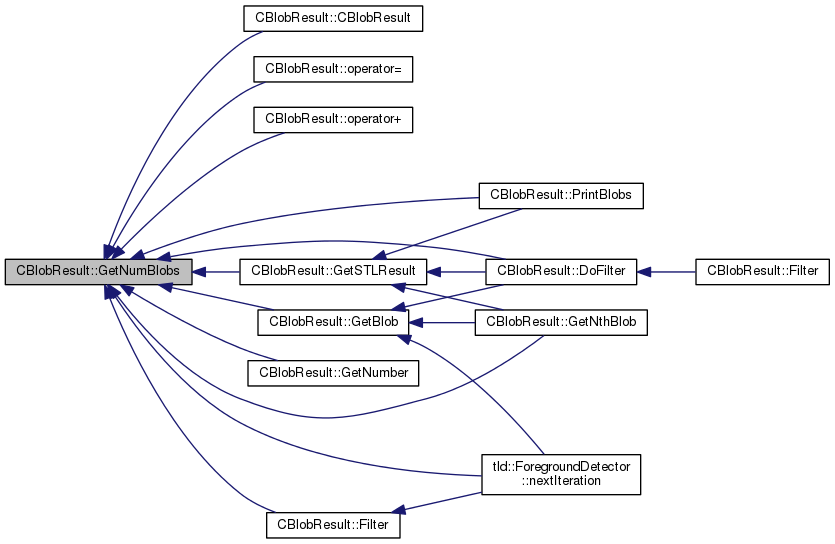 CBlobResult::CBlobResult
CBlobResult::operator=
CBlobResult::operator+
CBlobResult::PrintBlobs
CBlobResult::GetNumBlobs
CBlobResult::GetSTLResult
CBlobResult::DoFilter
CBlobResult::Filter
CBlobResult::GetBlob
CBlobResult::GetNthBlob
CBlobResult::GetNumber
tld::ForegroundDetector
::nextIteration
CBlobResult::Filter